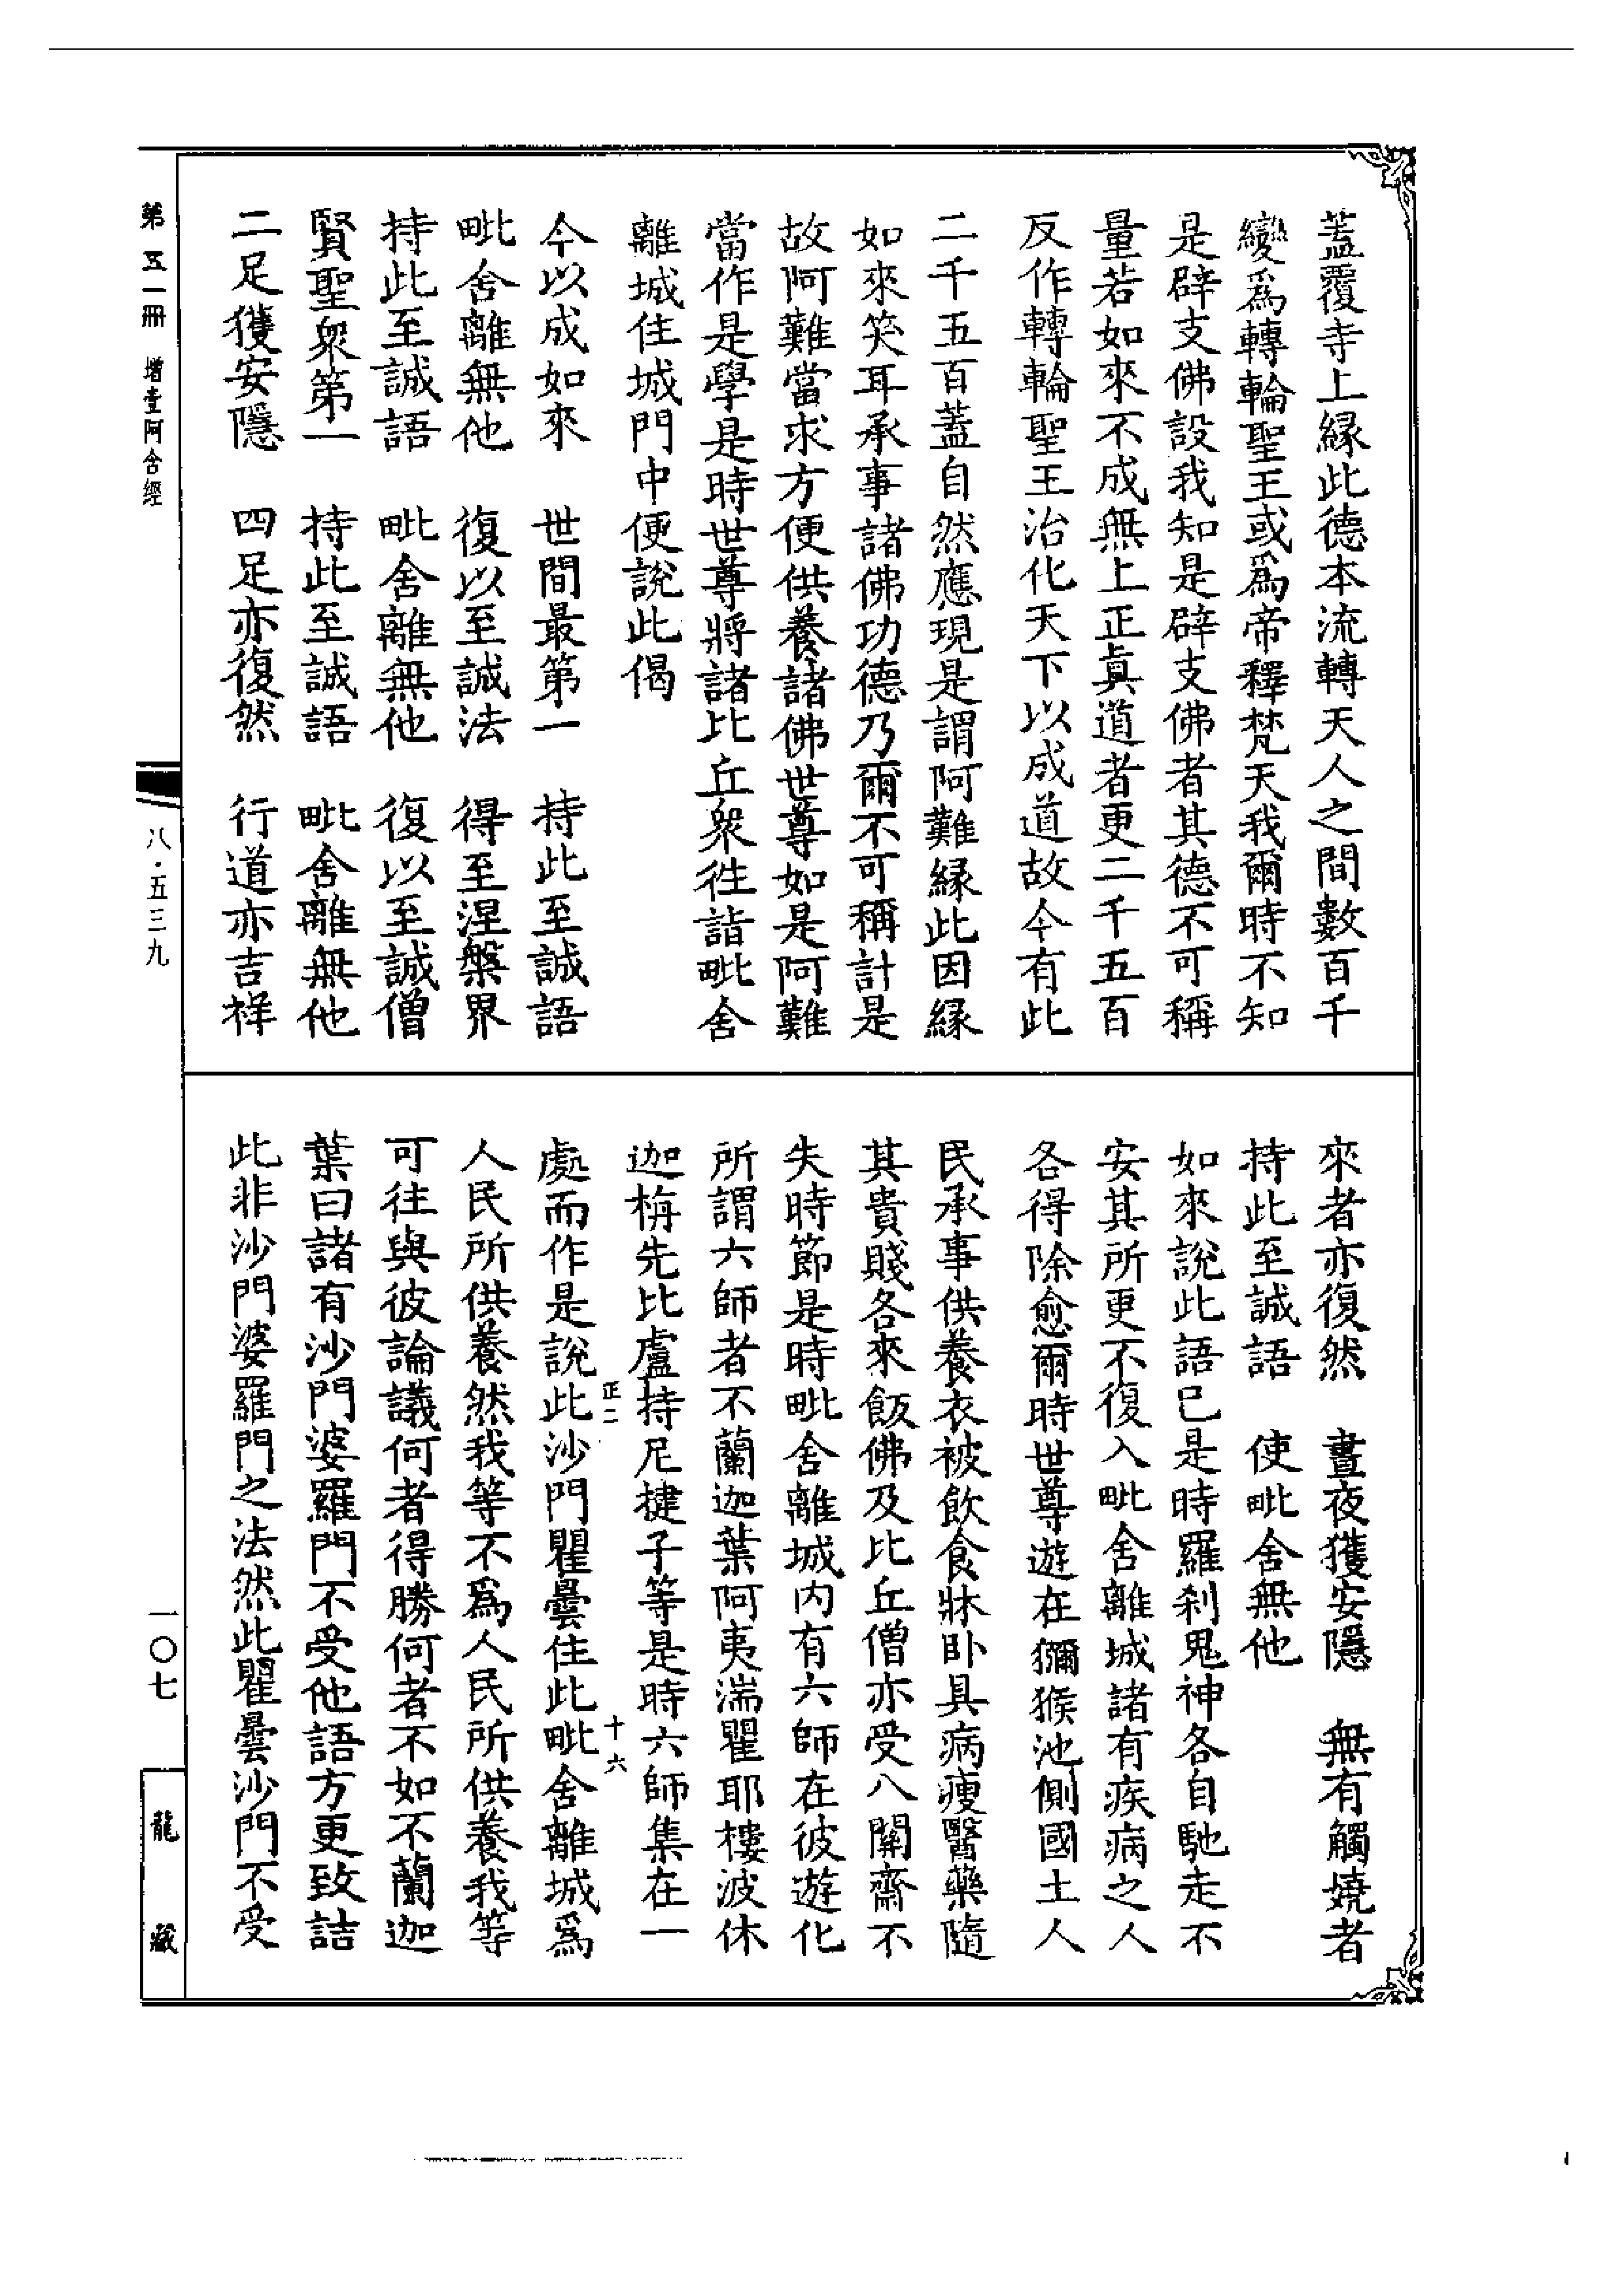 蓋覆寺上緣此德本流轉天人之間數百千
變爲轉輪聖王或爲帝釋梵天我爾時不知
是辟支佛設我知是辟支佛者其德不可稱
量若如來不成無上正眞道者更二千五百
反作轉輪聖王治化天下以成道故今有此
二千五百蓋自然應現是謂阿難緣此因緣
如來笑耳承事諸佛功德乃爾不可稱計是
故阿難當求方便供養諸佛世尊如是阿難
當作是學是時世尊將諸比丘衆徃詣毗舍
離城住城門中便說此偈
今以成如來　世間最第一　持此至誠語
毗舍離無他　復以至誠法　得至涅槃界
持此至誠語　毗舍離無他　復以至誠僧
賢聖衆第一　持此至誠語　毗舍離無他
二足獲安隱　四足亦復然　行道亦吉祥
來者亦復然　晝夜獲安隱　無有觸嬈者
持此至誠語　使毗舍無他
如來說此語已是時羅刹鬼神各自馳走不
安其所更不復入毗舍離城諸有疾病之人
各得除愈爾時世尊遊在獼猴池側國土人
民承事供養衣被飲食牀臥具病瘦醫藥隨
其貴賤各來飯佛及比丘僧亦受八關齋不
失時節是時毗舍離城內有六師在彼遊化
所謂六師者不蘭迦葉阿夷湍瞿耶樓波休
迦栴先比盧持尼揵子等是時六師集在一
處而作是說此沙門瞿曇住此毗舍離城爲
正二　十六
人民所供養然我等不爲人民所供養我等
可往與彼論議何者得勝何者不如不蘭迦
葉曰諸有沙門婆羅門不受他語方更致詰
此非沙門婆羅門之法然此瞿曇沙門不受
第五一冊　增壹阿含經
八·五三九
一〇七
龍藏